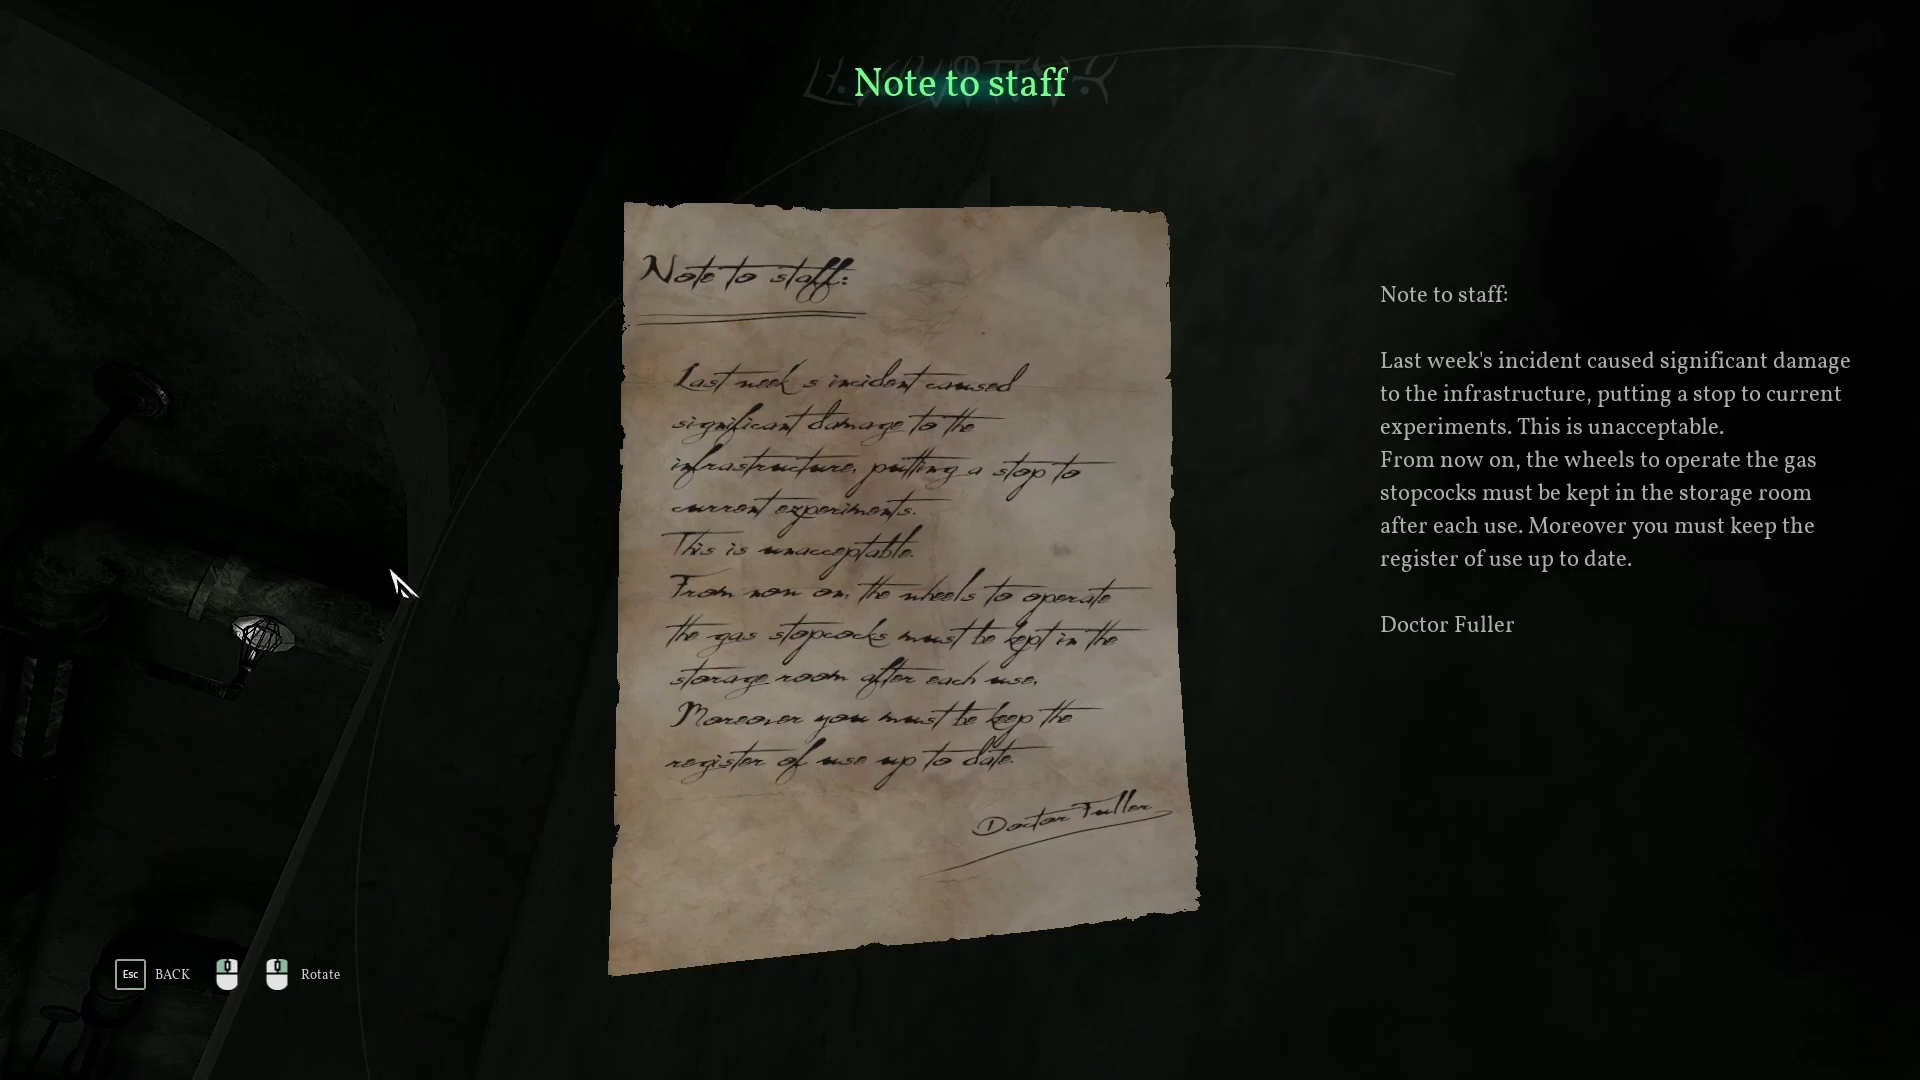 Note to staff
Note to staff:
Last week s incident caused
significant damage to the
infrastructure, putting a stop to
current experiments.
This is unacceptable.
From now on, the wheels to operate
the gas stopcocks must be kept in the
storage room after each use.
Moreover you must be keep the
register of use up to date.
Doctor Fuller
Note to staff:
Last week's incident caused significant damage
to the infrastructure, putting a stop to current
experiments. This is unacceptable.
From now on, the wheels to operate the gas
stopcocks must be kept in the storage room
after each use. Moreover you must keep the
register of use up to date.
Doctor Fuller
Esc BACK Rotate